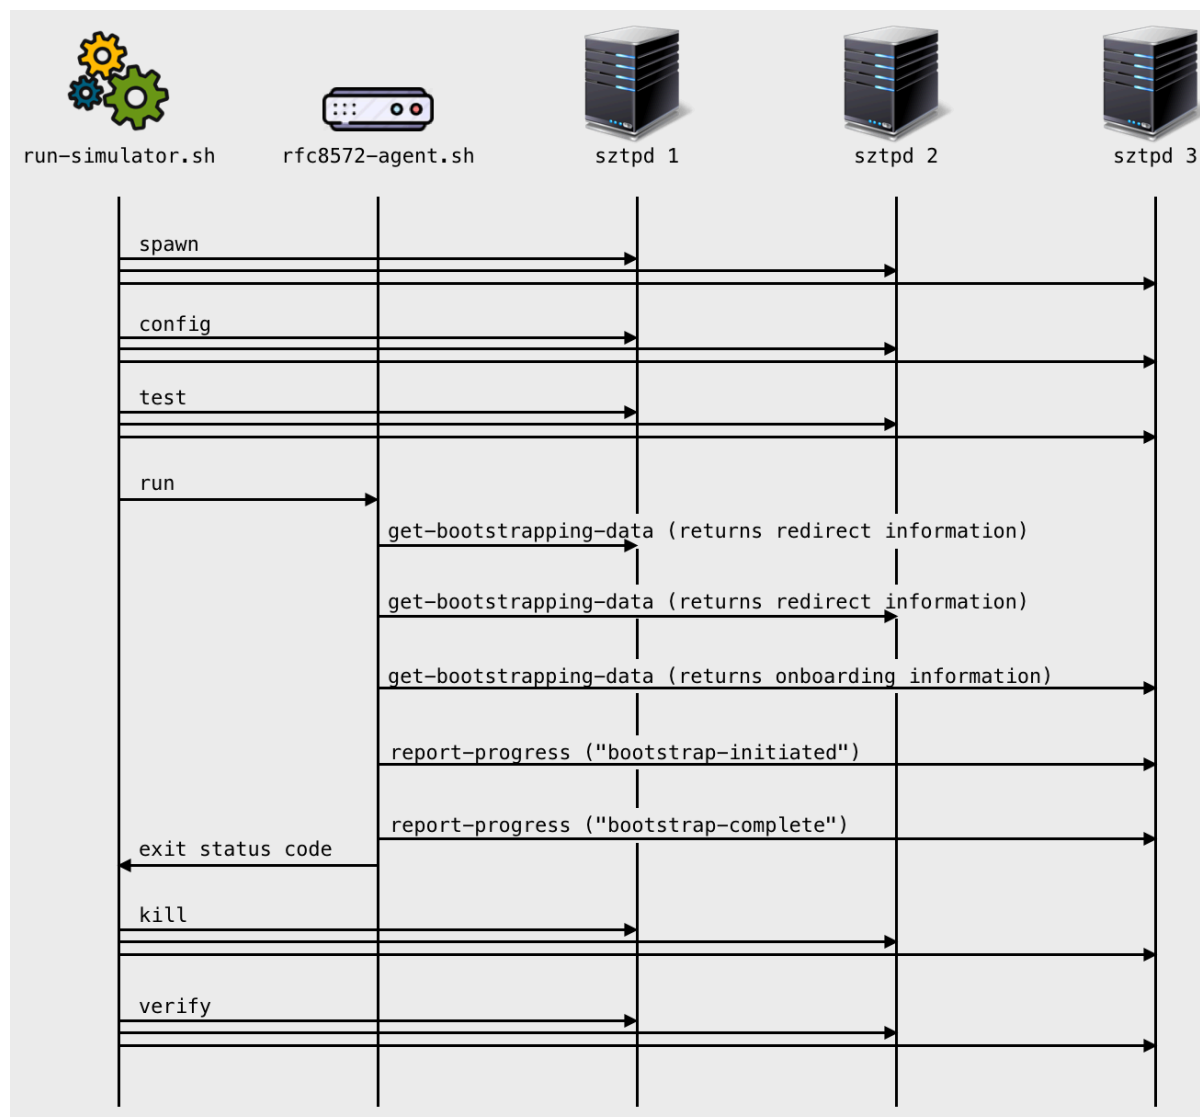 run-simulator.sh
rfc8572-agent.sh
sztpd 1
sztpd 2
sztpd 3
spawn
config
test
run
get-bootstrapping-data (returns redirect information)
get-bootstrapping-data (returns redirect information)
get-bootstrapping-data (returns onboarding information)
report-progress ("bootstrap-initiated")
report-progress ("bootstrap-complete")
exit status code
kill
verify